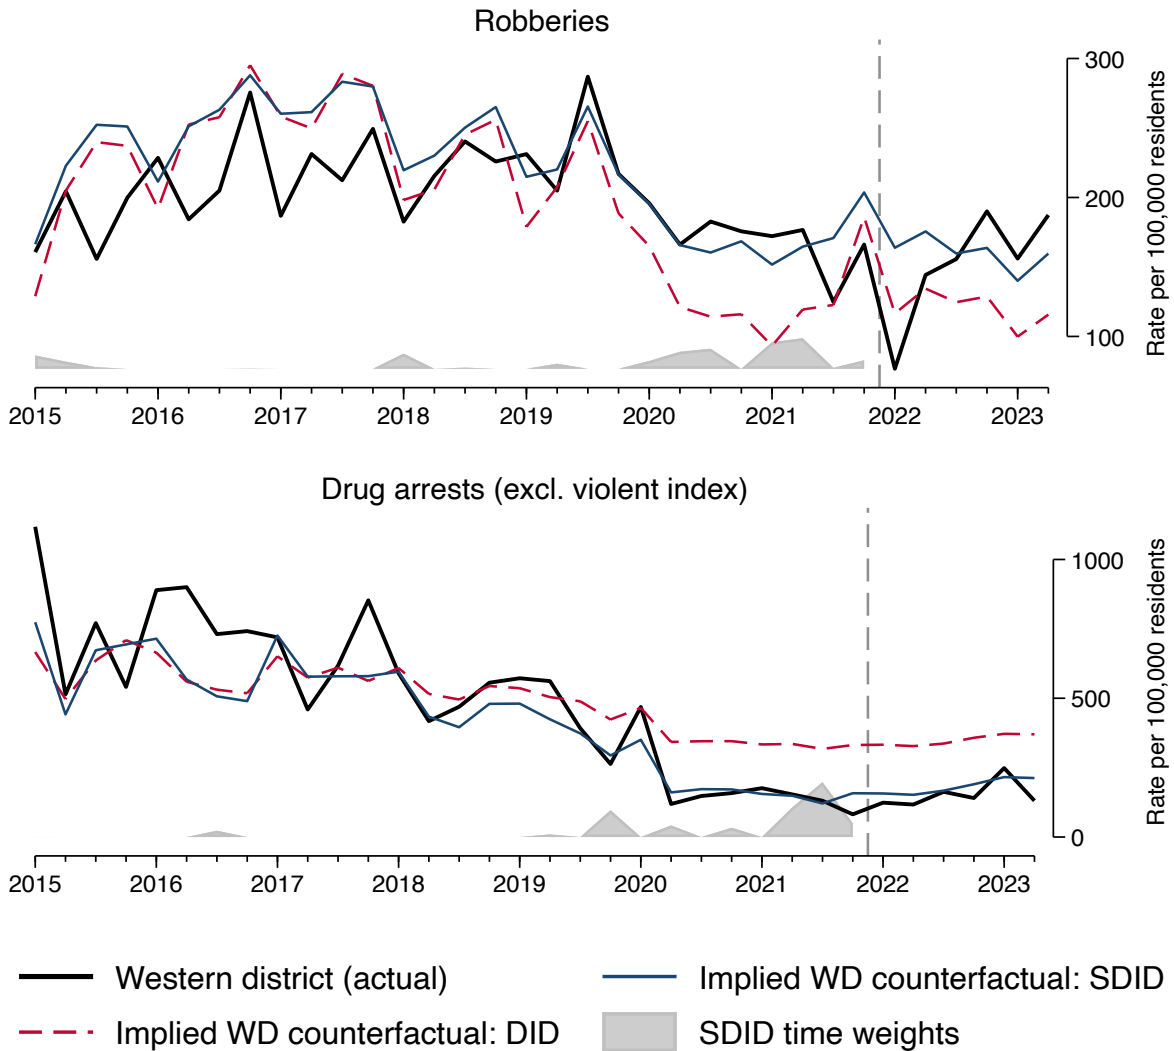 Robberies
300
200
100
Rate per 100,000 residents
2015 2016 2017 2018 2019 2020 2021 2022 2023
Drug arrests (excl. violent index)
1000
500
0
Rate per 100,000 residents
2015 2016 2017 2018 2019 2020 2021 2022 2023
Western district (actual) Implied WD counterfactual: SDID
Implied WD counterfactual: DID SDID time weights